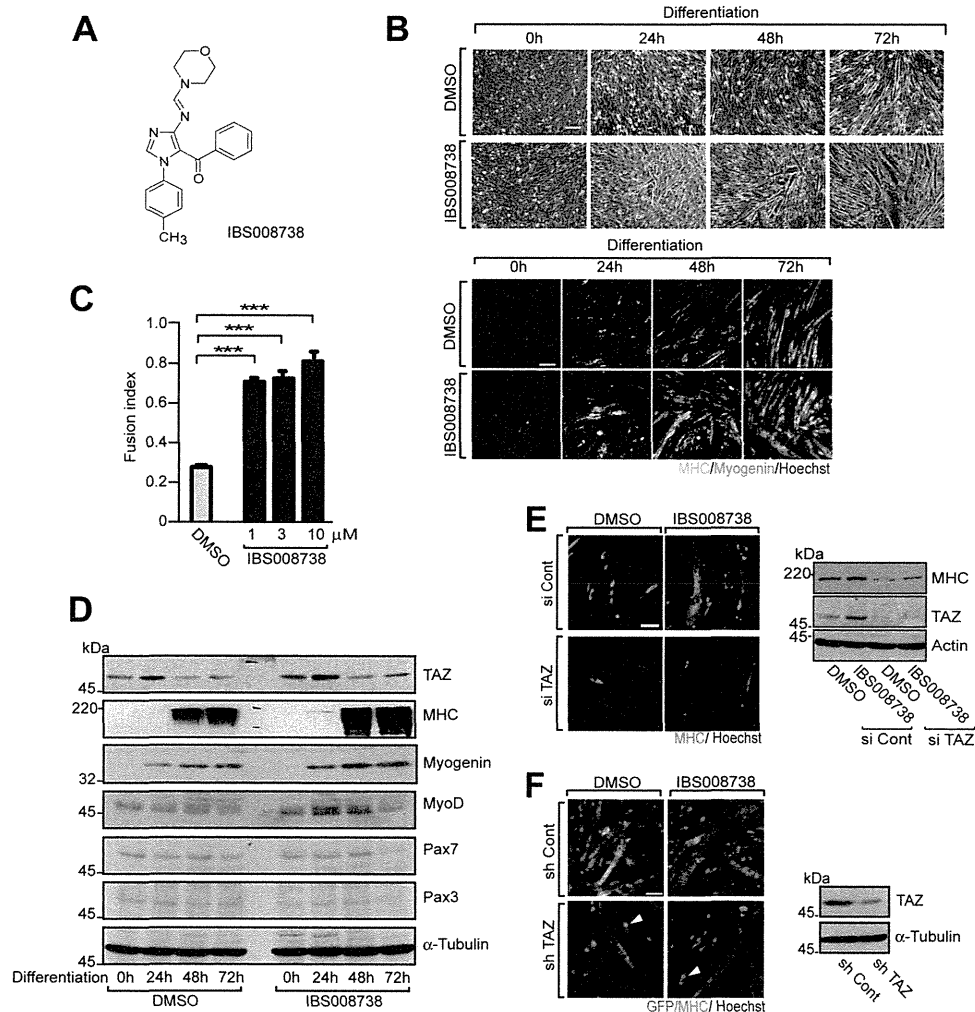 A
O
N
N
N
N
O
CH3
IBS008738
B
Differentiation
0h 24h 48h 72h
DMSO
IBS008738
Differentiation
0h 24h 48h 72h
DMSO
IBS008738
MHC/Myogenin/Hoechst
C
Fusion index
1.0
0.8
0.6
0.4
0.2
0
***
***
***
DMSO
1 3 10 μM
IBS008738
D
kDa
45
TAZ
220
MHC
32
Myogenin
45
MyoD
45
Pax7
45
Pax3
45
α-Tubulin
Differentiation 0h 24h 48h 72h 0h 24h 48h 72h
DMSO IBS008738
E
DMSO IBS008738
si Cont
si TAZ
MHC/ Hoechst
kDa
220
MHC
45
TAZ
45
Actin
DMSO
IBS008738
DMSO
IBS008738
si Cont si TAZ
F
DMSO IBS008738
sh Cont
sh TAZ
GFP/MHC/ Hoechst
kDa
45
TAZ
45
α-Tubulin
sh Cont
sh TAZ